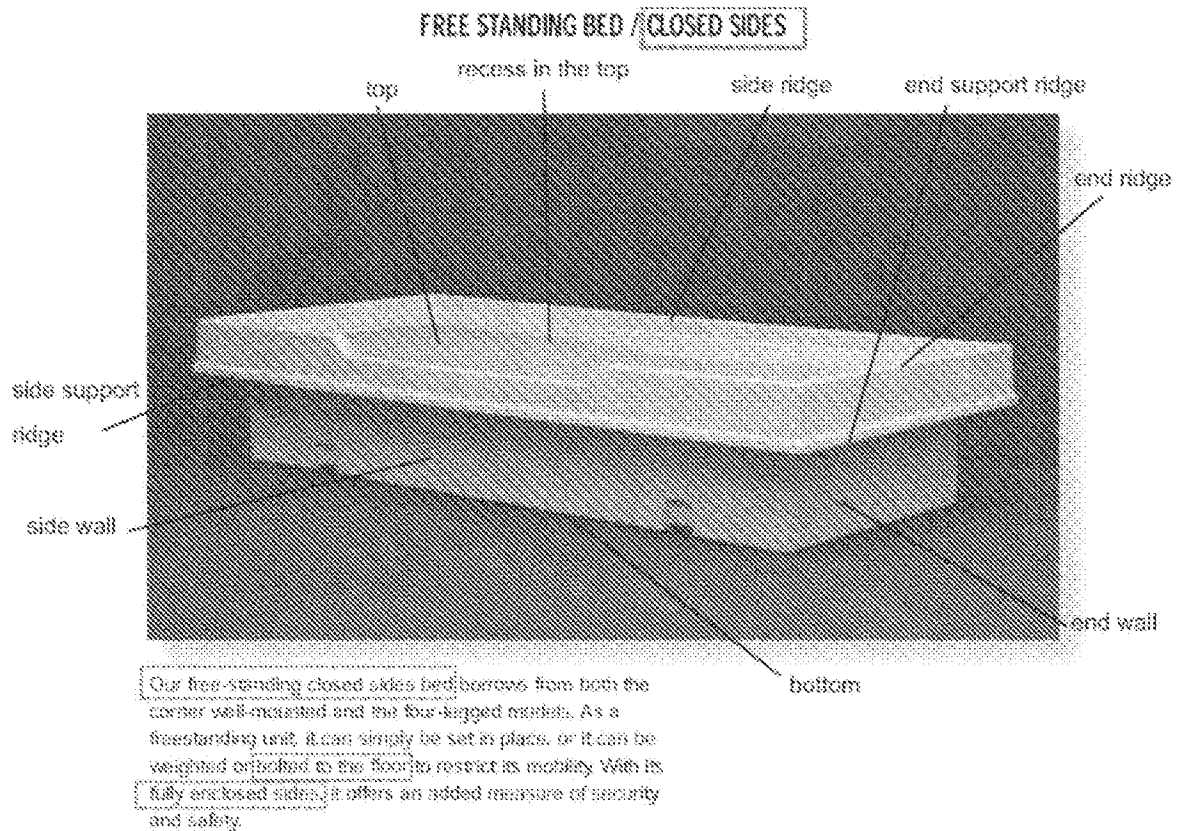 FREE STANDING BED / CLOSED SIDES
recess in the top
top
side ridge
end support ridge
end ridge
side support
ridge
side wall
end wall
bottom
Our free-standing closed sides bed borrows from both the
corner wall-mounted and the four-legged models. As a
freestanding unit, it can simply be set in place, or it can be
weighted or bolted to the floor to restrict its mobility. With its
fully enclosed sides, it offers an added measure of security
and safety.